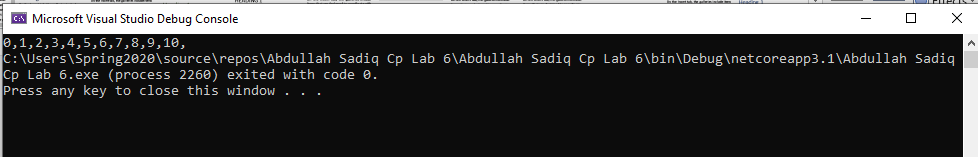 Microsoft Visual Studio Debug Console
0,1,2,3,4,5,6,7,8,9,10,
C:\Users\Spring2020\source\repos\Abdullah Sadiq Cp Lab 6\Abdullah Sadiq Cp Lab 6\bin\Debug\netcoreapp3.1\Abdullah Sadiq
Cp Lab 6.exe (process 2260) exited with code 0.
Press any key to close this window . . .